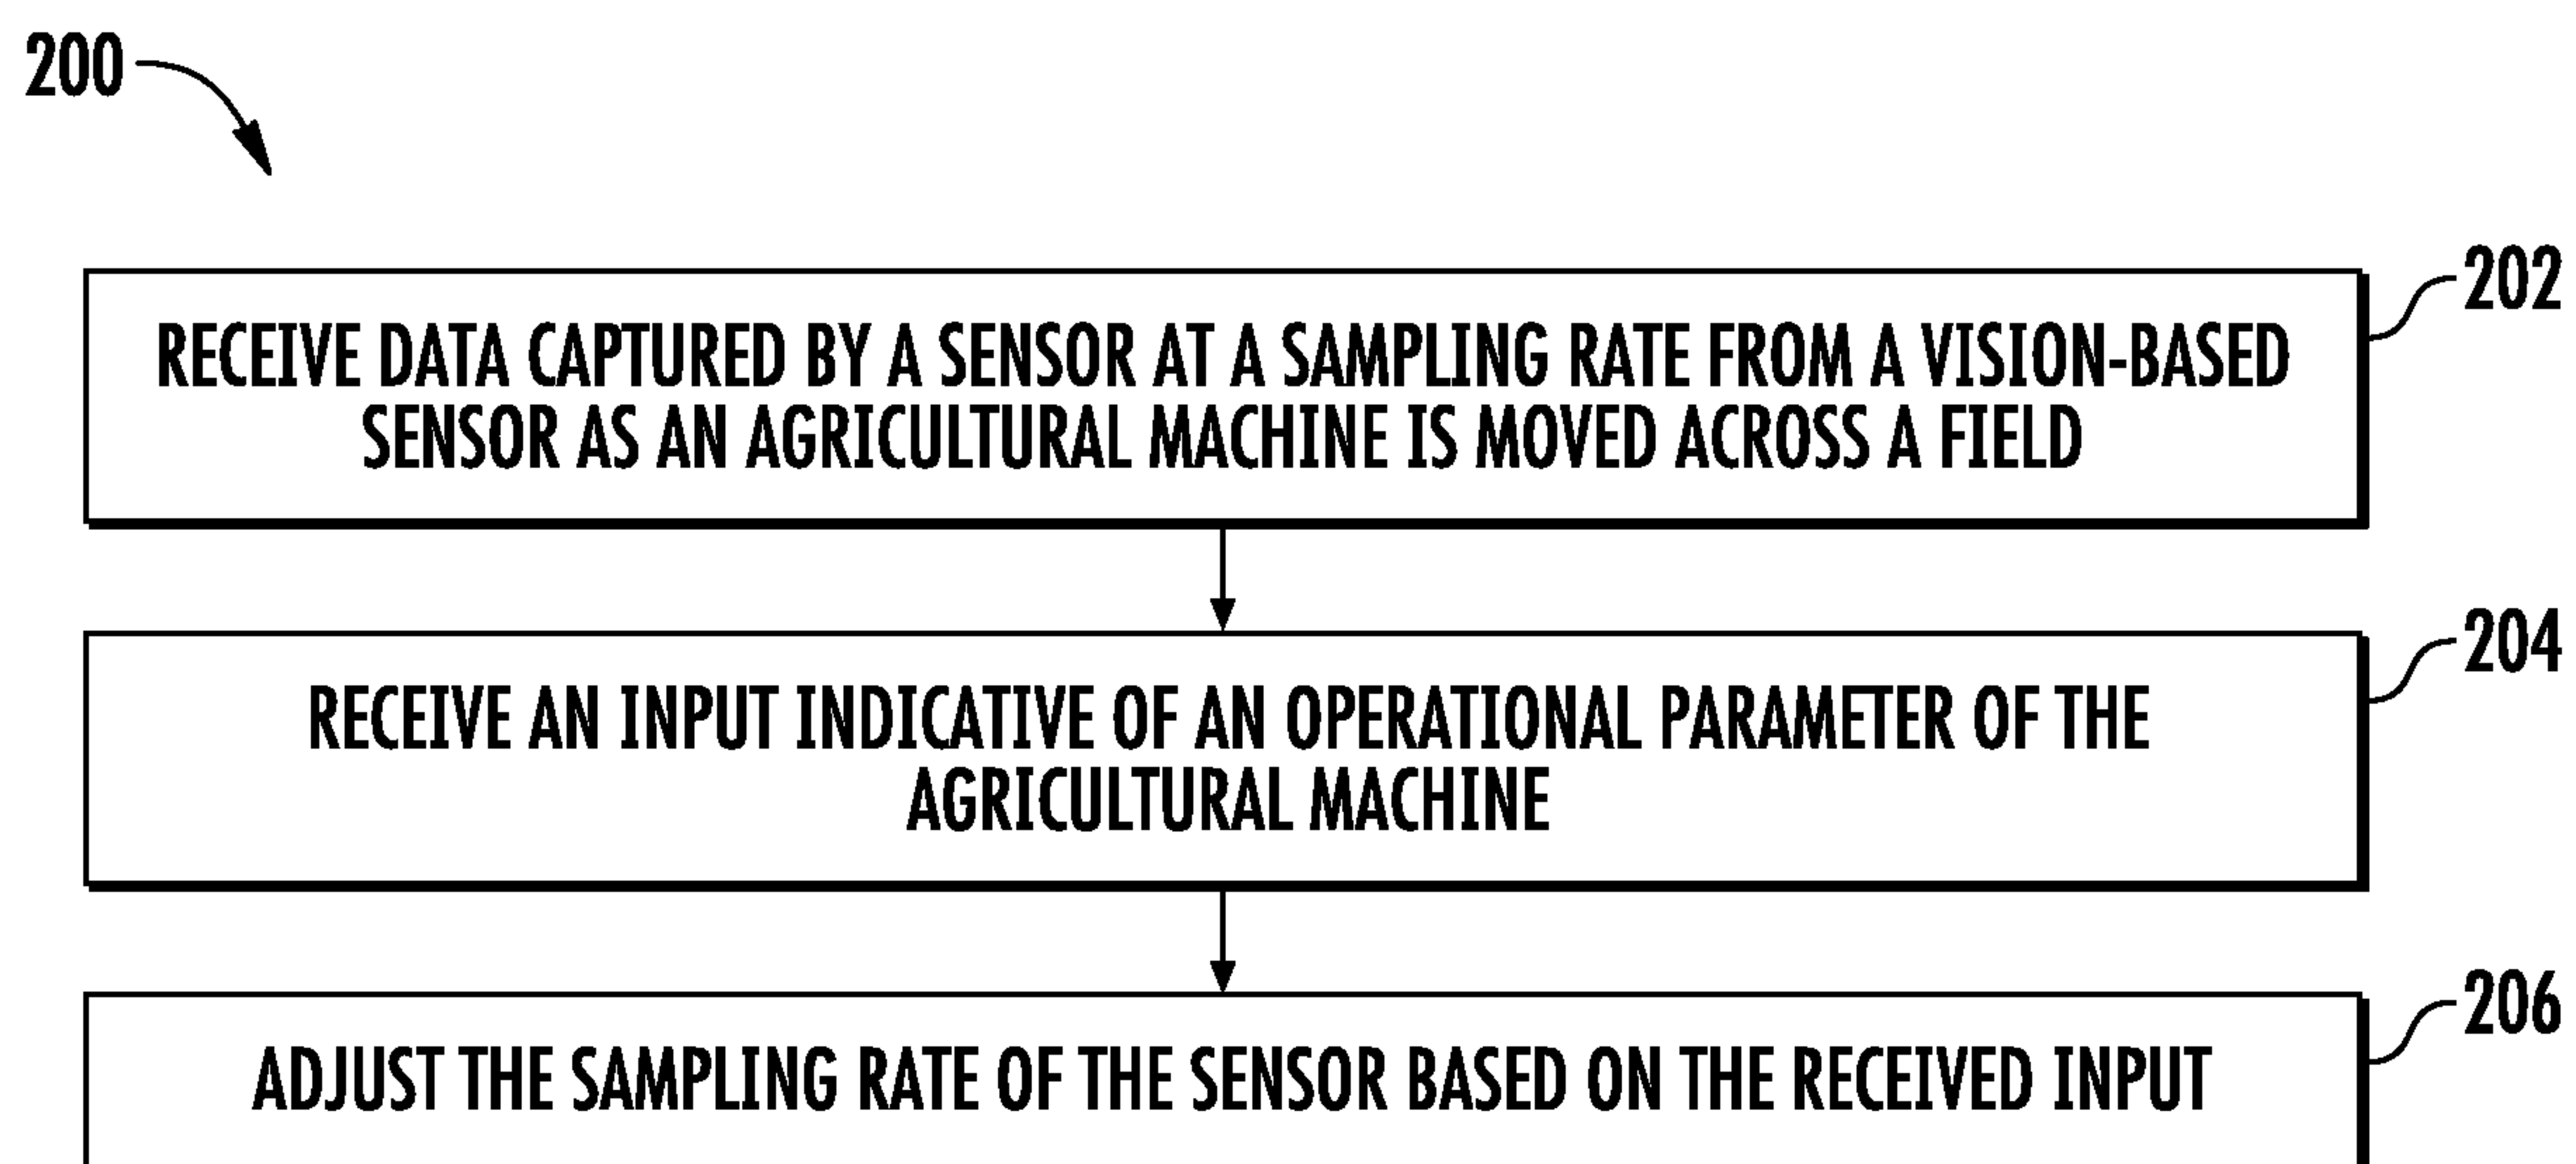 200
202
RECEIVE DATA CAPTURED BY A SENSOR AT A SAMPLING RATE FROM A VISION-BASED
SENSOR AS AN AGRICULTURAL MACHINE IS MOVED ACROSS A FIELD
204
RECEIVE AN INPUT INDICATIVE OF AN OPERATIONAL PARAMETER OF THE
AGRICULTURAL MACHINE
206
ADJUST THE SAMPLING RATE OF THE SENSOR BASED ON THE RECEIVED INPUT